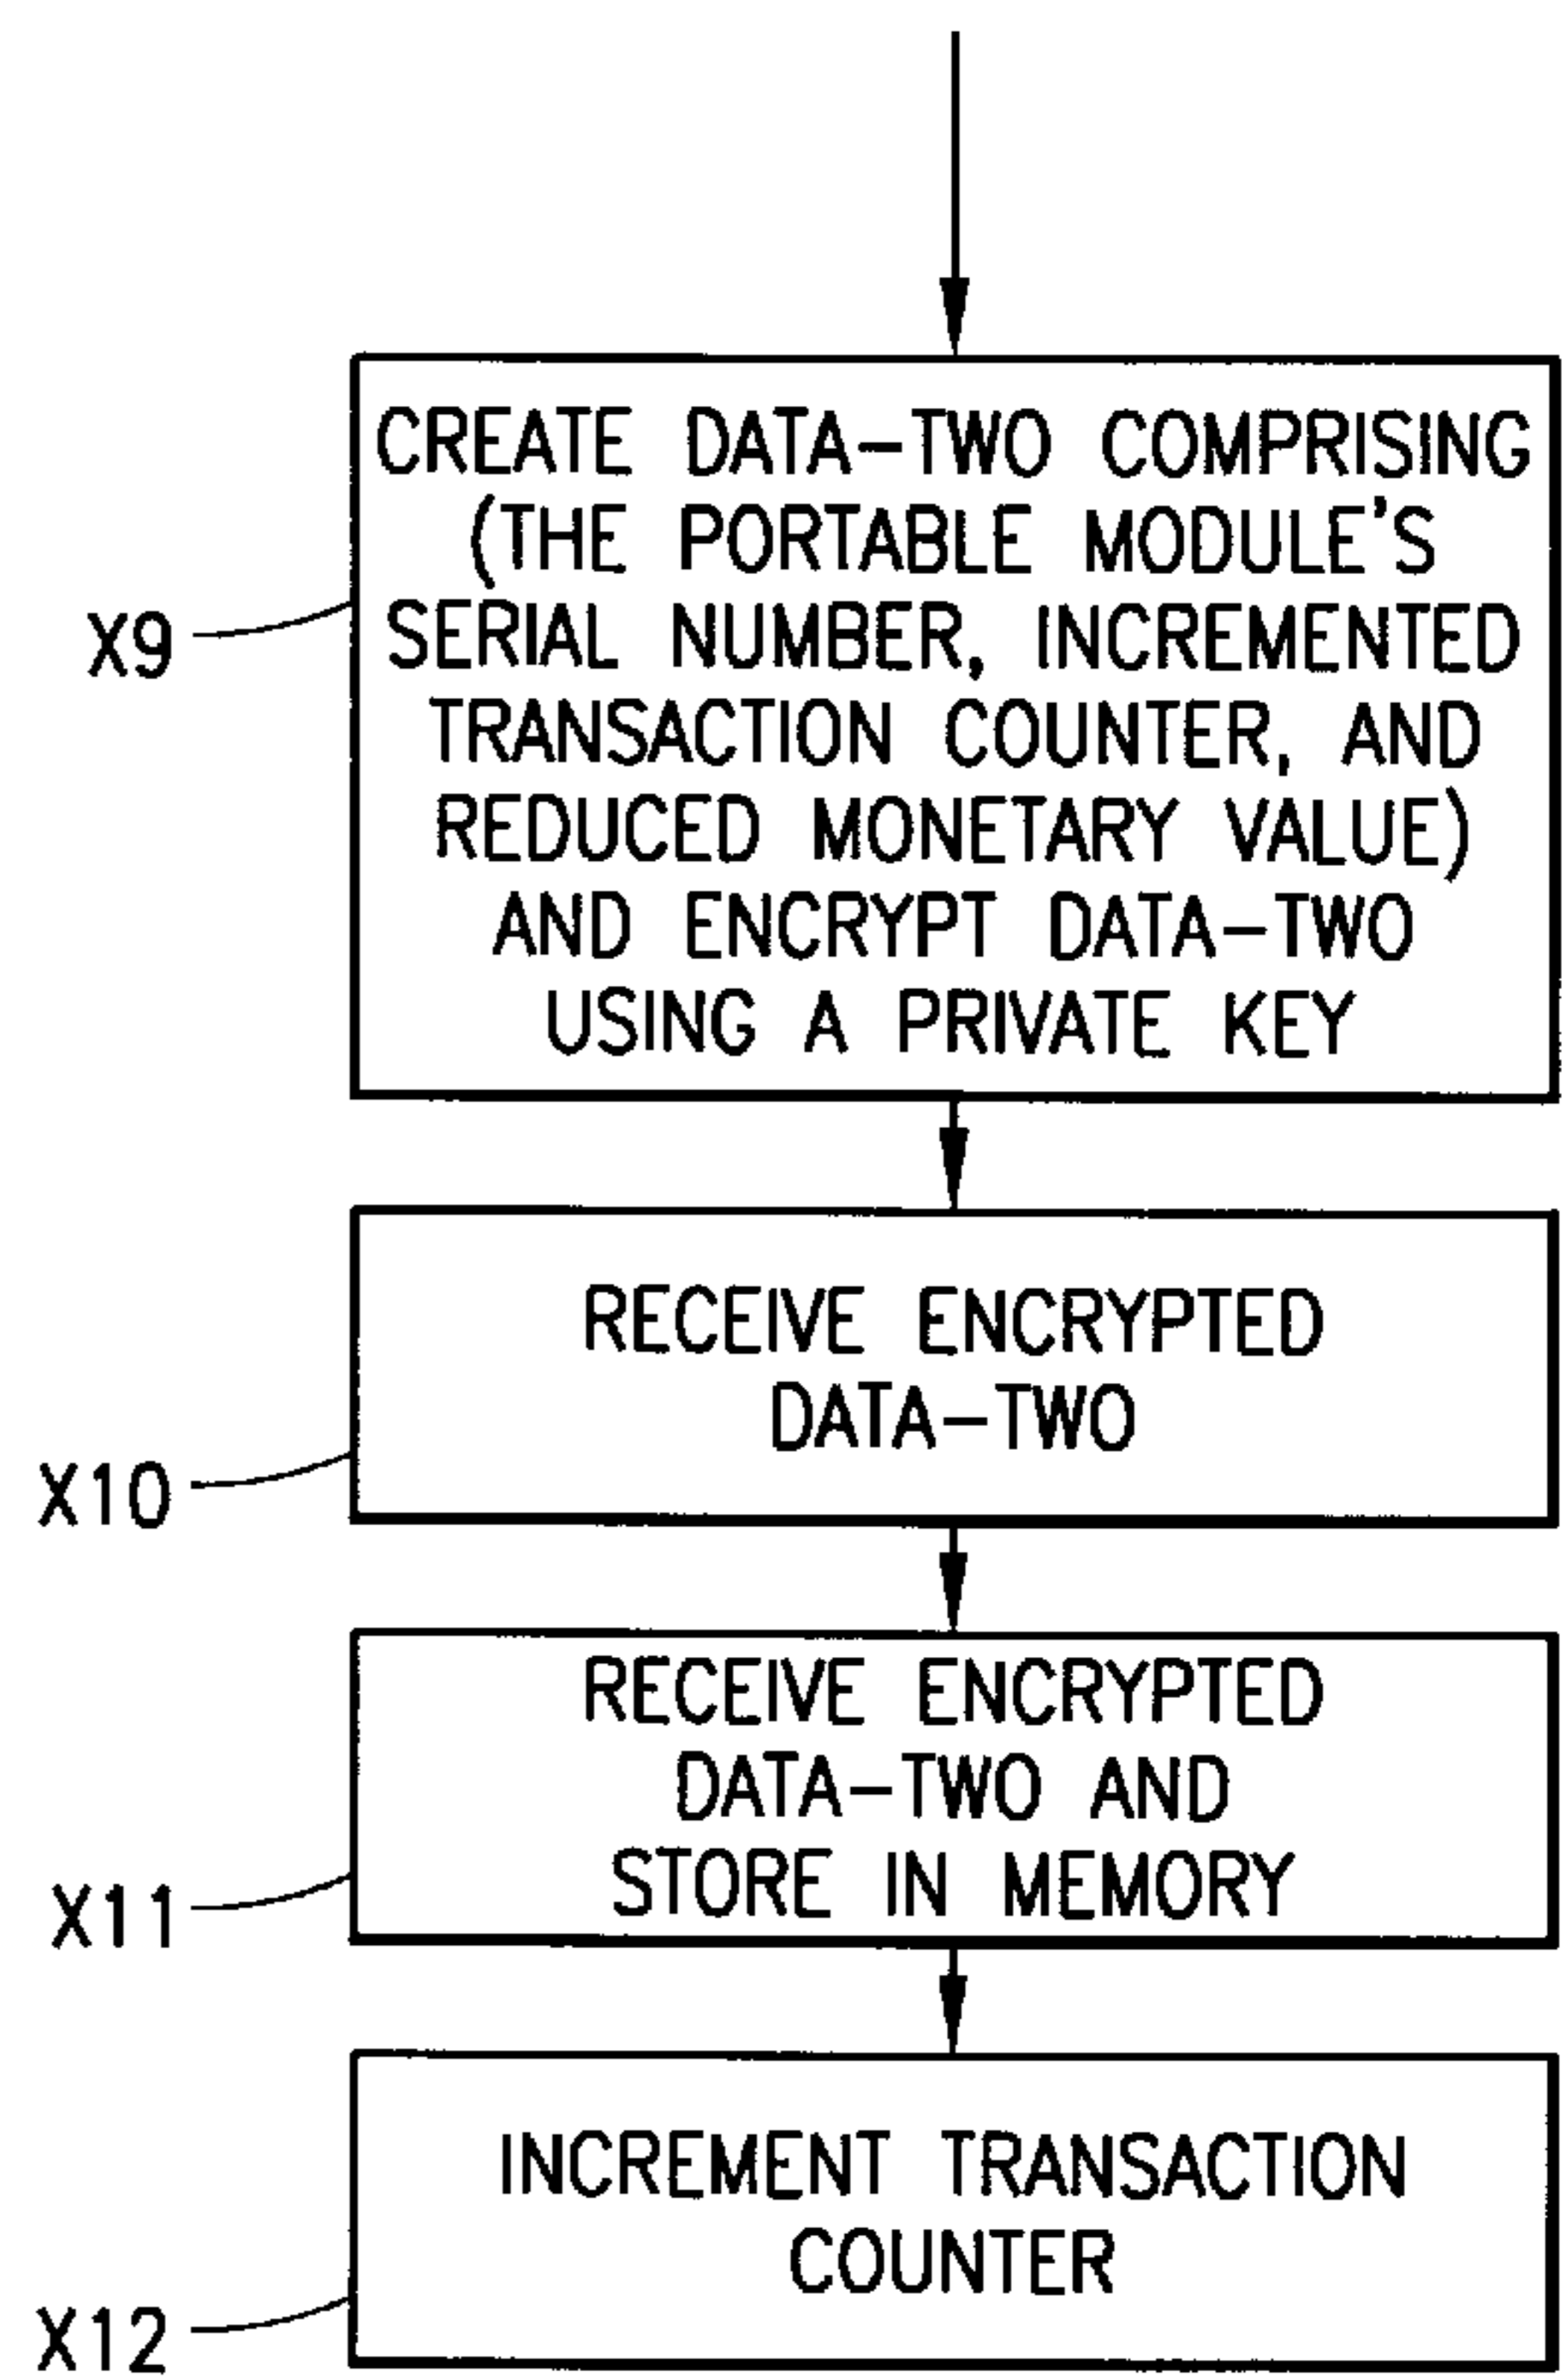 CREATE DATA-TWO COMPRISING
(THE PORTABLE MODULE'S
SERIAL NUMBER, INCREMENTED
TRANSACTION COUNTER, AND
REDUCED MONETARY VALUE)
AND ENCRYPT DATA-TWO
USING A PRIVATE KEY
X9
RECEIVE ENCRYPTED
DATA-TWO
X10
RECEIVE ENCRYPTED
DATA-TWO AND
STORE IN MEMORY
X11
INCREMENT TRANSACTION
COUNTER
X12